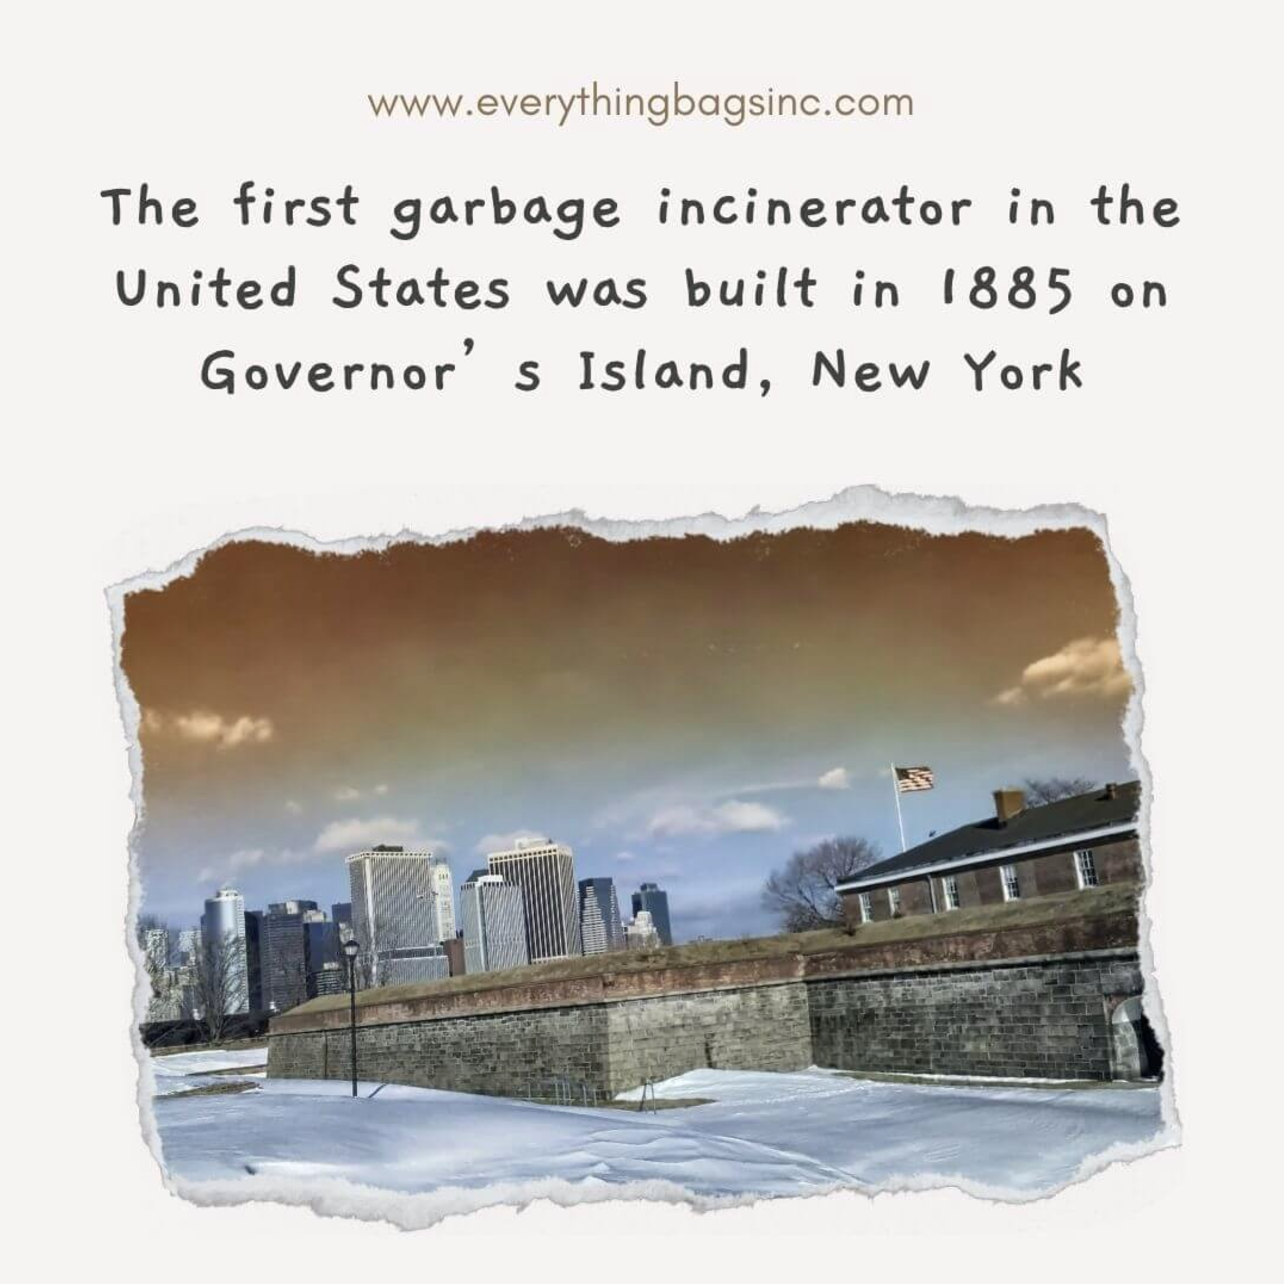 www.everythingbagsinc.com
The first garbage incinerator in the
United States was built in 1885 on
Governor’ s Island, New York